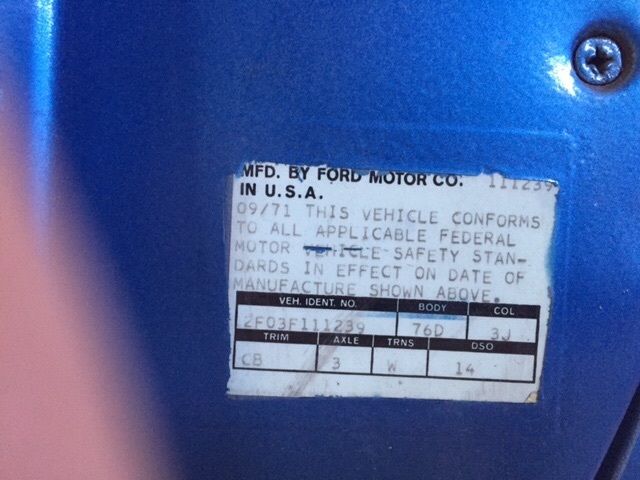 MFD. BY FORD MOTOR CO. 111239
IN U.S.A.
09/71 THIS VEHICLE CONFORMS
TO ALL APPLICABLE FEDERAL
MOTOR VEHICLE SAFETY STAN-
DARDS IN EFFECT ON DATE OF
MANUFACTURE SHOWN ABOVE.
VEH. IDENT. NO. BODY COL
2F03F111239 76D 3J
TRIM AXLE TRNS DSO
CB 3 W 14